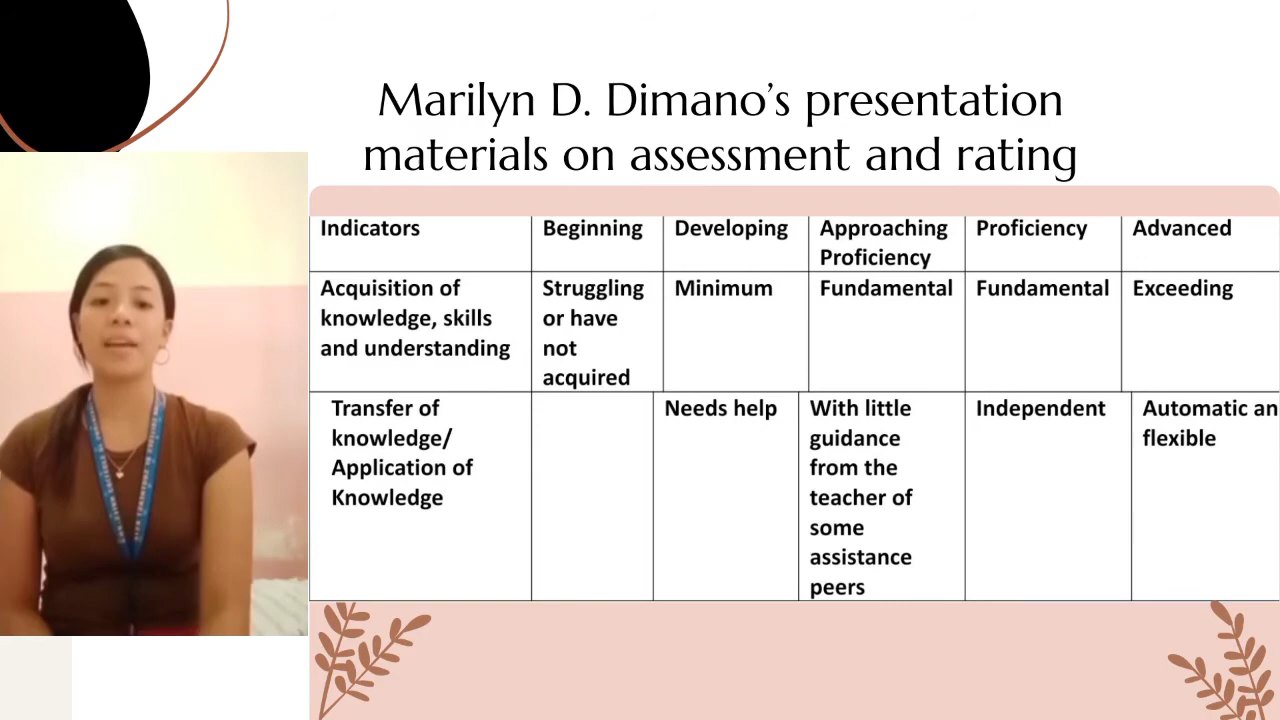 Marilyn D. Dimano’s presentation
materials on assessment and rating
Indicators
Beginning
Developing
Approaching
Proficiency
Proficiency
Advanced
Acquisition of
knowledge, skills
and understanding
Struggling
or have
not
acquired
Minimum
Fundamental
Fundamental
Exceeding
Transfer of
knowledge/
Application of
Knowledge
Needs help
With little
guidance
from the
teacher of
some
assistance
peers
Independent
Automatic an
flexible